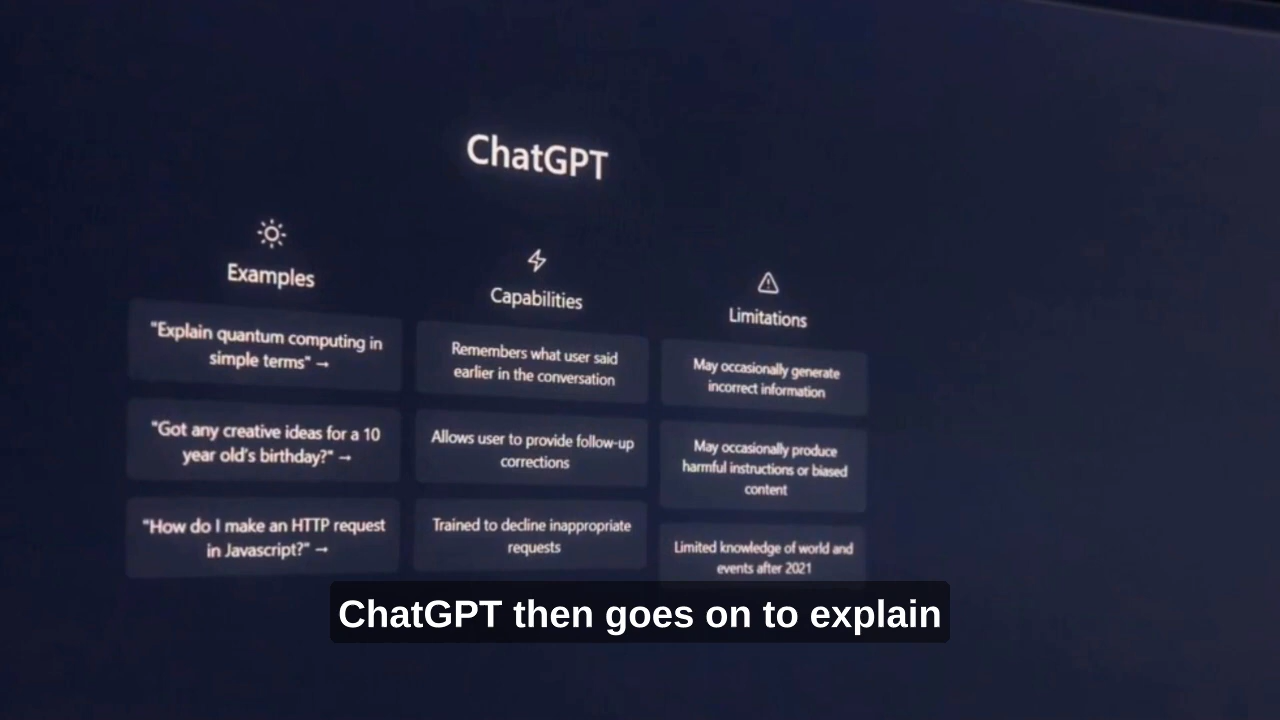 ChatGPT
Examples
"Explain quantum computing in
simple terms" →
"Got any creative ideas for a 10
year old's birthday?" →
"How do I make an HTTP request
in Javascript?" →
Capabilities
Remembers what user said
earlier in the conversation
Allows user to provide follow-up
corrections
Trained to decline inappropriate
requests
Limitations
May occasionally generate
incorrect information
May occasionally produce
harmful instructions or biased
content
Limited knowledge of world and
events after 2021
ChatGPT then goes on to explain